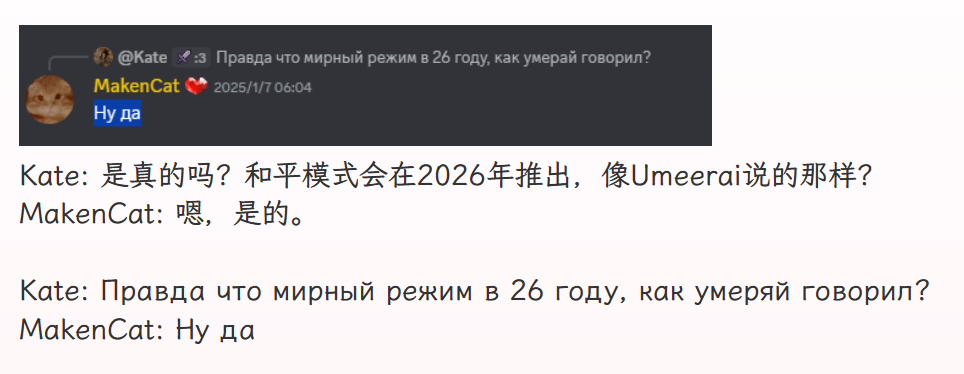 @Kate :3 Правда что мирный режим в 26 году, как умерай говорил?
MakenCat 2025/1/7 06:04
Ну да
Kate: 是真的吗？和平模式会在2026年推出，像Umeerai说的那样？
MakenCat: 嗯，是的。
Kate: Правда что мирный режим в 26 году, как умеряй говорил?
MakenCat: Ну да